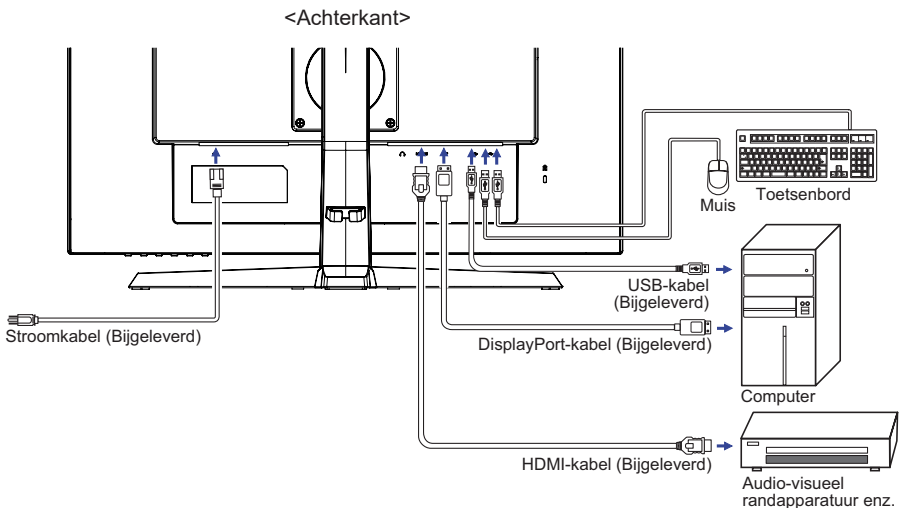 <Achterkant>
Muis
Toetsenbord
USB-kabel
(Bijgeleverd)
Stroomkabel (Bijgeleverd)
DisplayPort-kabel (Bijgeleverd)
Computer
HDMI-kabel (Bijgeleverd)
Audio-visueel
randapparatuur enz.